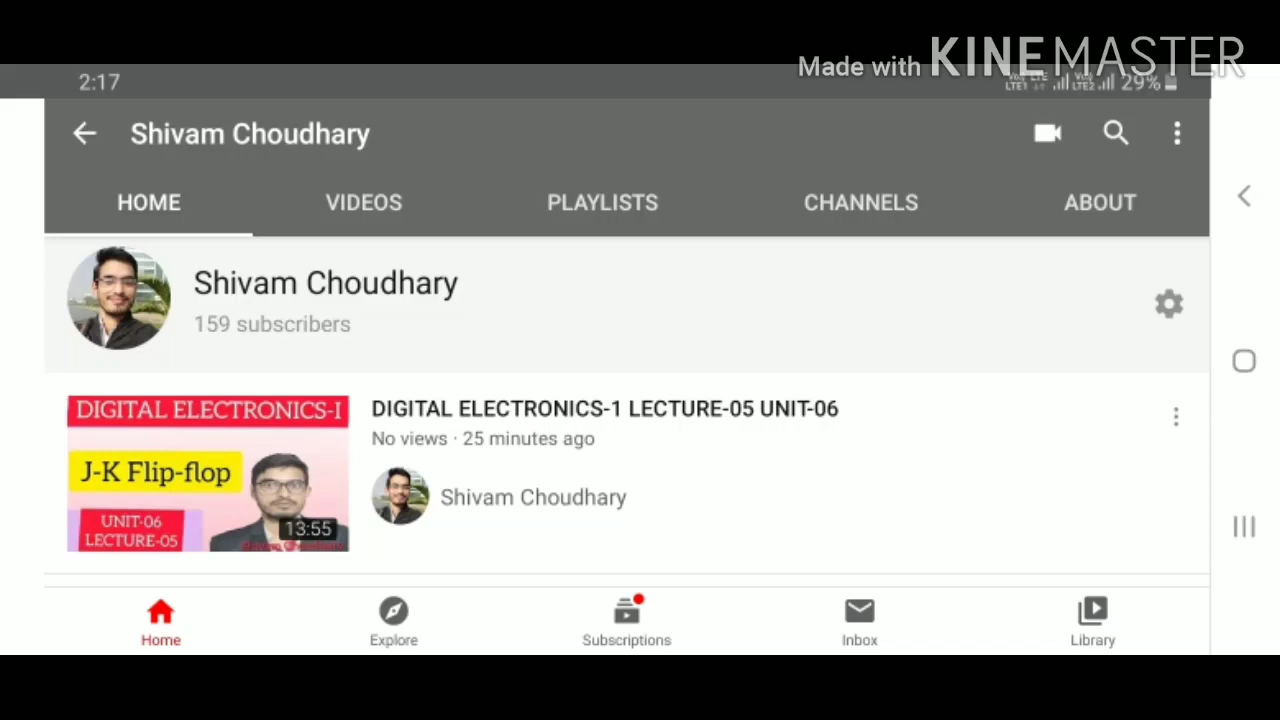 Made with KINEMASTER
2:17
29%
Shivam Choudhary
HOME VIDEOS PLAYLISTS CHANNELS ABOUT
Shivam Choudhary
159 subscribers
DIGITAL ELECTRONICS-I
J-K Flip-flop
UNIT-06
LECTURE-05
13:55
DIGITAL ELECTRONICS-1 LECTURE-05 UNIT-06
No views · 25 minutes ago
Shivam Choudhary
Home Explore Subscriptions Inbox Library